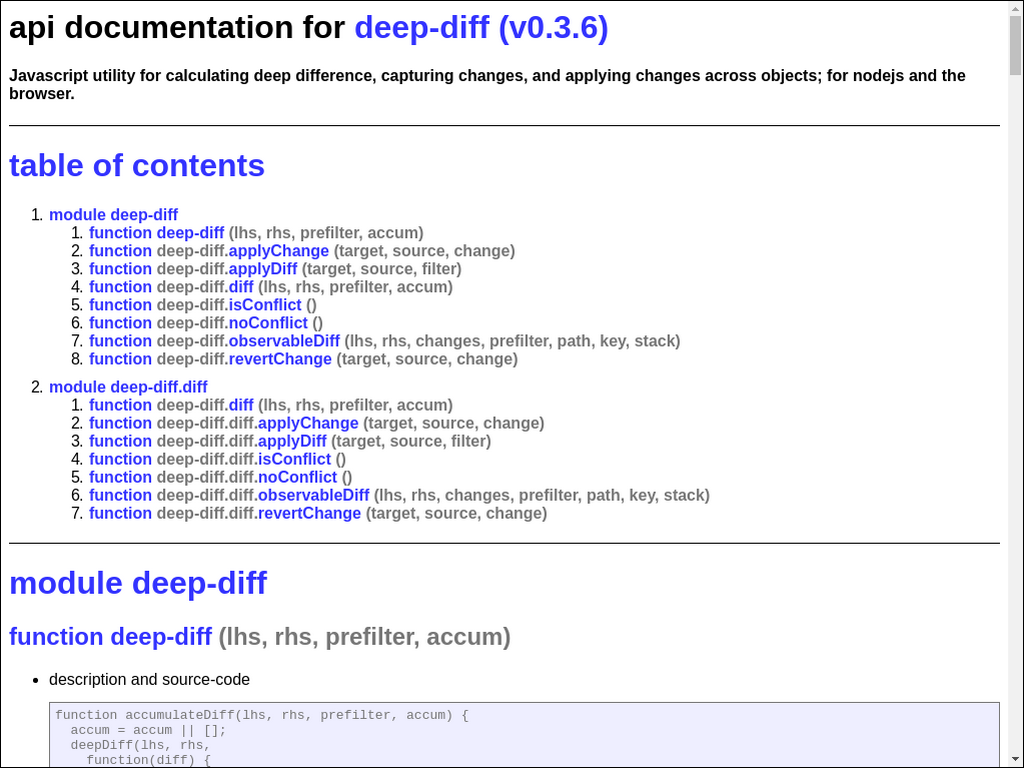 api documentation for deep-diff (v0.3.6)
Javascript utility for calculating deep difference, capturing changes, and applying changes across objects; for nodejs and the
browser.
table of contents
1. module deep-diff
1. function deep-diff (lhs, rhs, prefilter, accum)
2. function deep-diff.applyChange (target, source, change)
3. function deep-diff.applyDiff (target, source, filter)
4. function deep-diff.diff (lhs, rhs, prefilter, accum)
5. function deep-diff.isConflict ()
6. function deep-diff.noConflict ()
7. function deep-diff.observableDiff (lhs, rhs, changes, prefilter, path, key, stack)
8. function deep-diff.revertChange (target, source, change)
2. module deep-diff.diff
1. function deep-diff.diff (lhs, rhs, prefilter, accum)
2. function deep-diff.diff.applyChange (target, source, change)
3. function deep-diff.diff.applyDiff (target, source, filter)
4. function deep-diff.diff.isConflict ()
5. function deep-diff.diff.noConflict ()
6. function deep-diff.diff.observableDiff (lhs, rhs, changes, prefilter, path, key, stack)
7. function deep-diff.diff.revertChange (target, source, change)
module deep-diff
function deep-diff (lhs, rhs, prefilter, accum)
• description and source-code
function accumulateDiff(lhs, rhs, prefilter, accum) {
accum = accum || [];
deepDiff(lhs, rhs,
function(diff) {